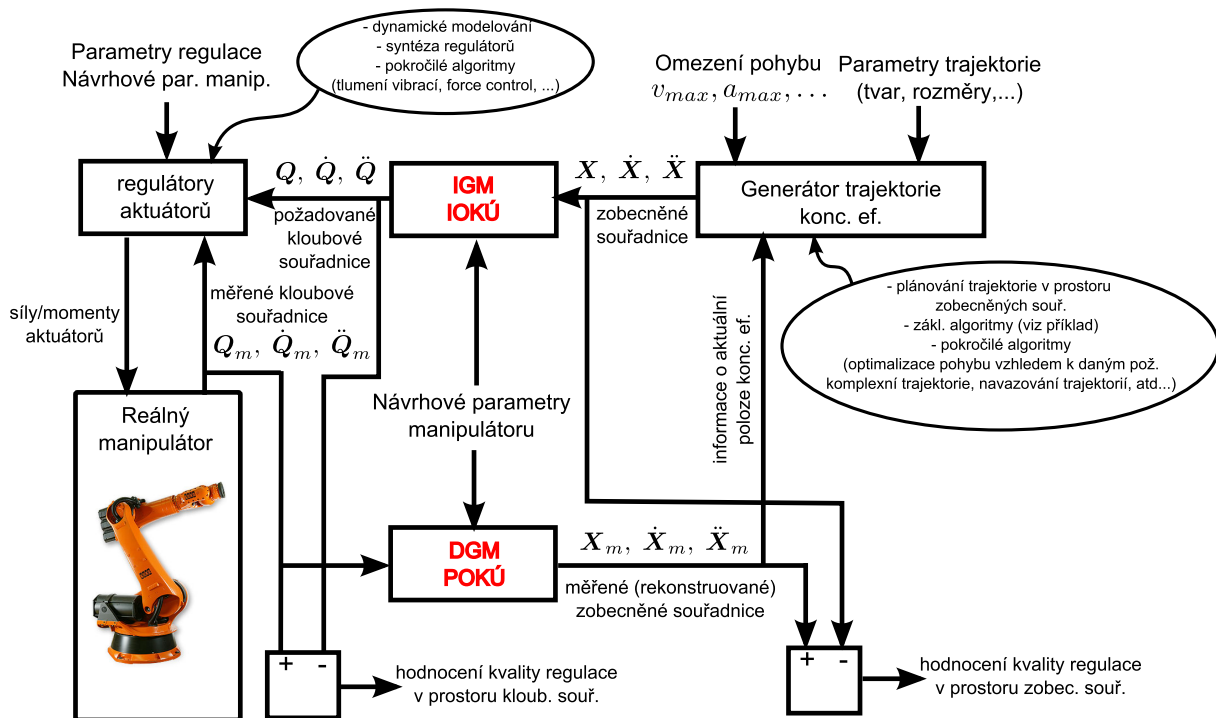 - dynamické modelování
- syntéza regulátorů
- pokročilé algoritmy
(tlumení vibrací, force control, ...)
Parametry regulace
Návrhové par. manip.
Omezení pohybu
v_{max}, a_{max}, . . .
Parametry trajektorie
(tvar, rozměry,...)
regulátory
aktuátorů
Q, Q̇, Q̈
požadované
kloubové
souřadnice
IGM
IOKÚ
X, Ẋ, Ẍ
zobecněné
souřadnice
Generátor trajektorie
konc. ef.
síly/momenty
aktuátorů
měřené kloubové
souřadnice
Q_m, Q̇_m, Q̈_m
- plánování trajektorie v prostoru
zobecněných souř.
- zákl. algoritmy (viz příklad)
- pokročilé algoritmy
(optimalizace pohybu vzhledem k daným pož.
komplexní trajektorie, navazování trajektorií, atd...)
informace o aktuální
poloze konc. ef.
Reálný
manipulátor
Návrhové parametry
manipulátoru
DGM
POKÚ
X_m, Ẋ_m, Ẍ_m
měřené (rekonstruované)
zobecněné souřadnice
+ -
hodnocení kvality regulace
v prostoru kloub. souř.
+ -
hodnocení kvality regulace
v prostoru zobec. souř.